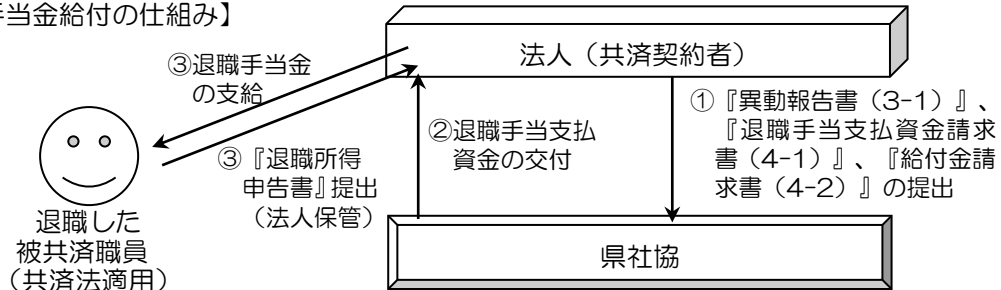 手当金給付の仕組み】
法人（共済契約者）
③退職手当金
の支給
①『異動報告書（3-1）』、
『退職手当支払資金請求
書（4-1）』、『給付金請
求書（4-2）』の提出
②退職手当支払
資金の交付
③『退職所得
申告書』提出
（法人保管）
退職した
被共済職員
（共済法適用）
県社協